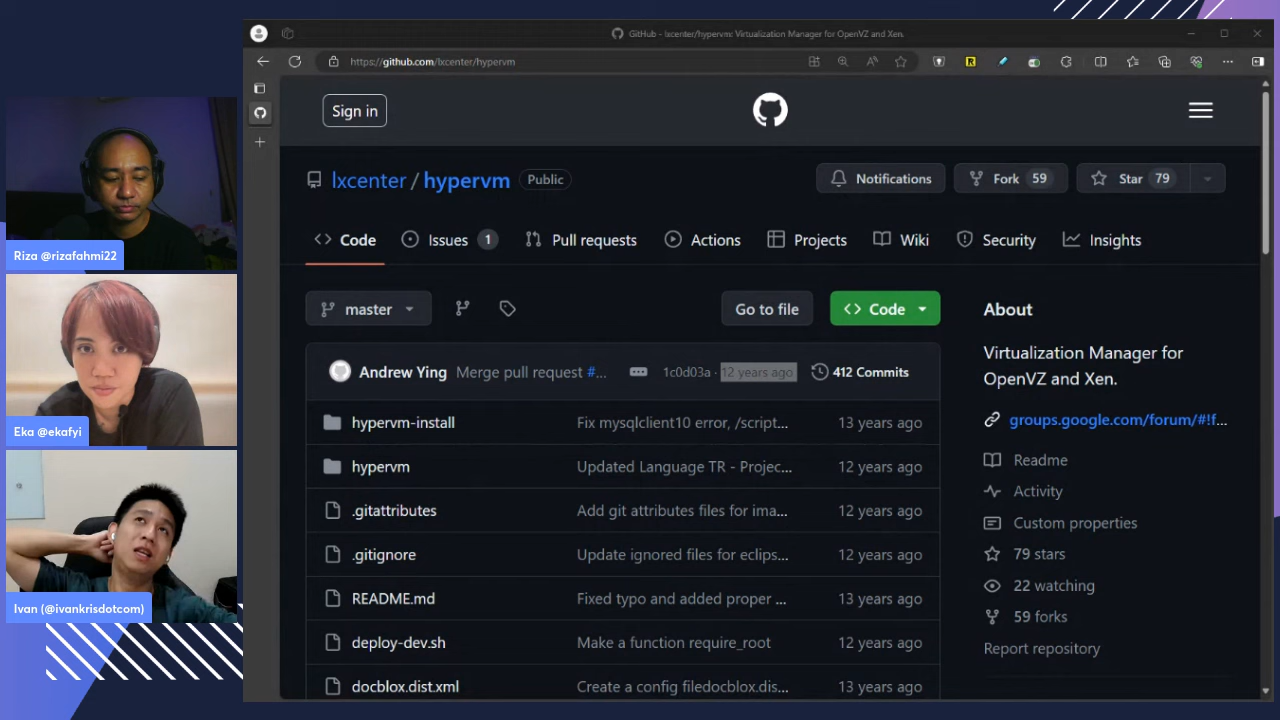 GitHub - lxcenter/hypervm: Virtualization Manager for OpenVZ and Xen.
https://github.com/lxcenter/hypervm
Sign in
lxcenter / hypervm Public
Notifications Fork 59 Star 79
Code Issues 1 Pull requests Actions Projects Wiki Security Insights
master Go to file Code
Andrew Ying Merge pull request #... 1c0d03a · 12 years ago 412 Commits
hypervm-install Fix mysqlclient10 error, /script... 13 years ago
hypervm Updated Language TR - Projec... 12 years ago
.gitattributes Add git attributes files for ima... 12 years ago
.gitignore Update ignored files for eclips... 12 years ago
README.md Fixed typo and added proper ... 13 years ago
deploy-dev.sh Make a function require_root 12 years ago
docblox.dist.xml Create a config filedocblox.dis... 13 years ago
About
Virtualization Manager for
OpenVZ and Xen.
groups.google.com/forum/#!f...
Readme
Activity
Custom properties
79 stars
22 watching
59 forks
Report repository
Riza @rizafahmi22
Eka @ekafyi
Ivan (@ivankrisdotcom)